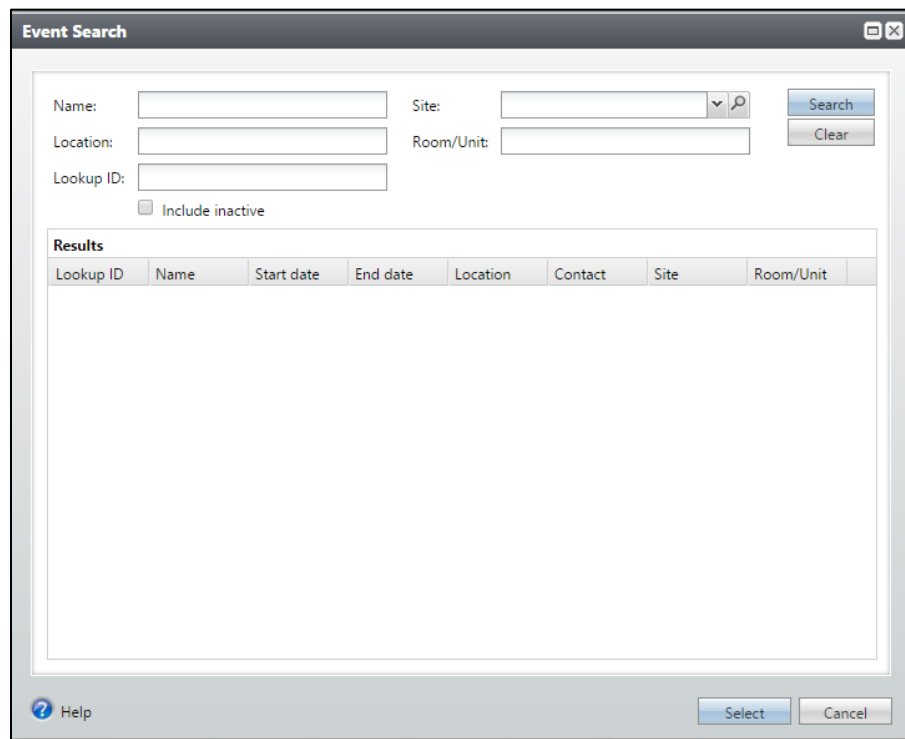 Event Search
Name: Site: Search
Location: Room/Unit: Clear
Lookup ID:
Include inactive
Results
Lookup ID Name Start date End date Location Contact Site Room/Unit
Help Select Cancel